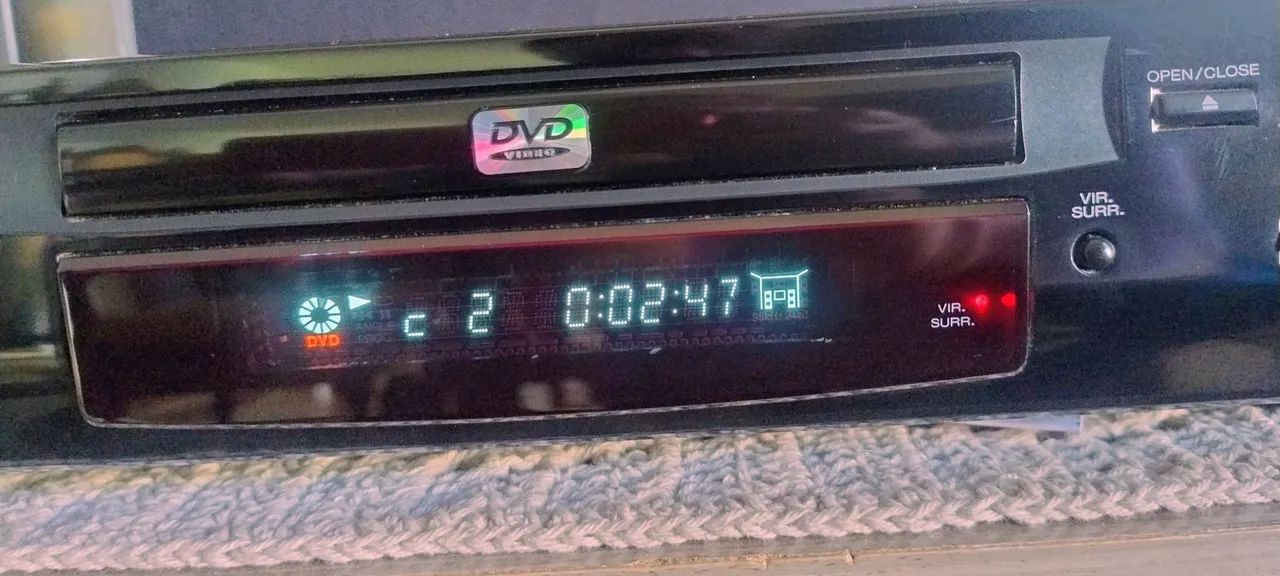 OPEN/CLOSE
DVD
VIDEO
VIR.
SURR.
DVD
c 2 0:02:47
VIR.
SURR.